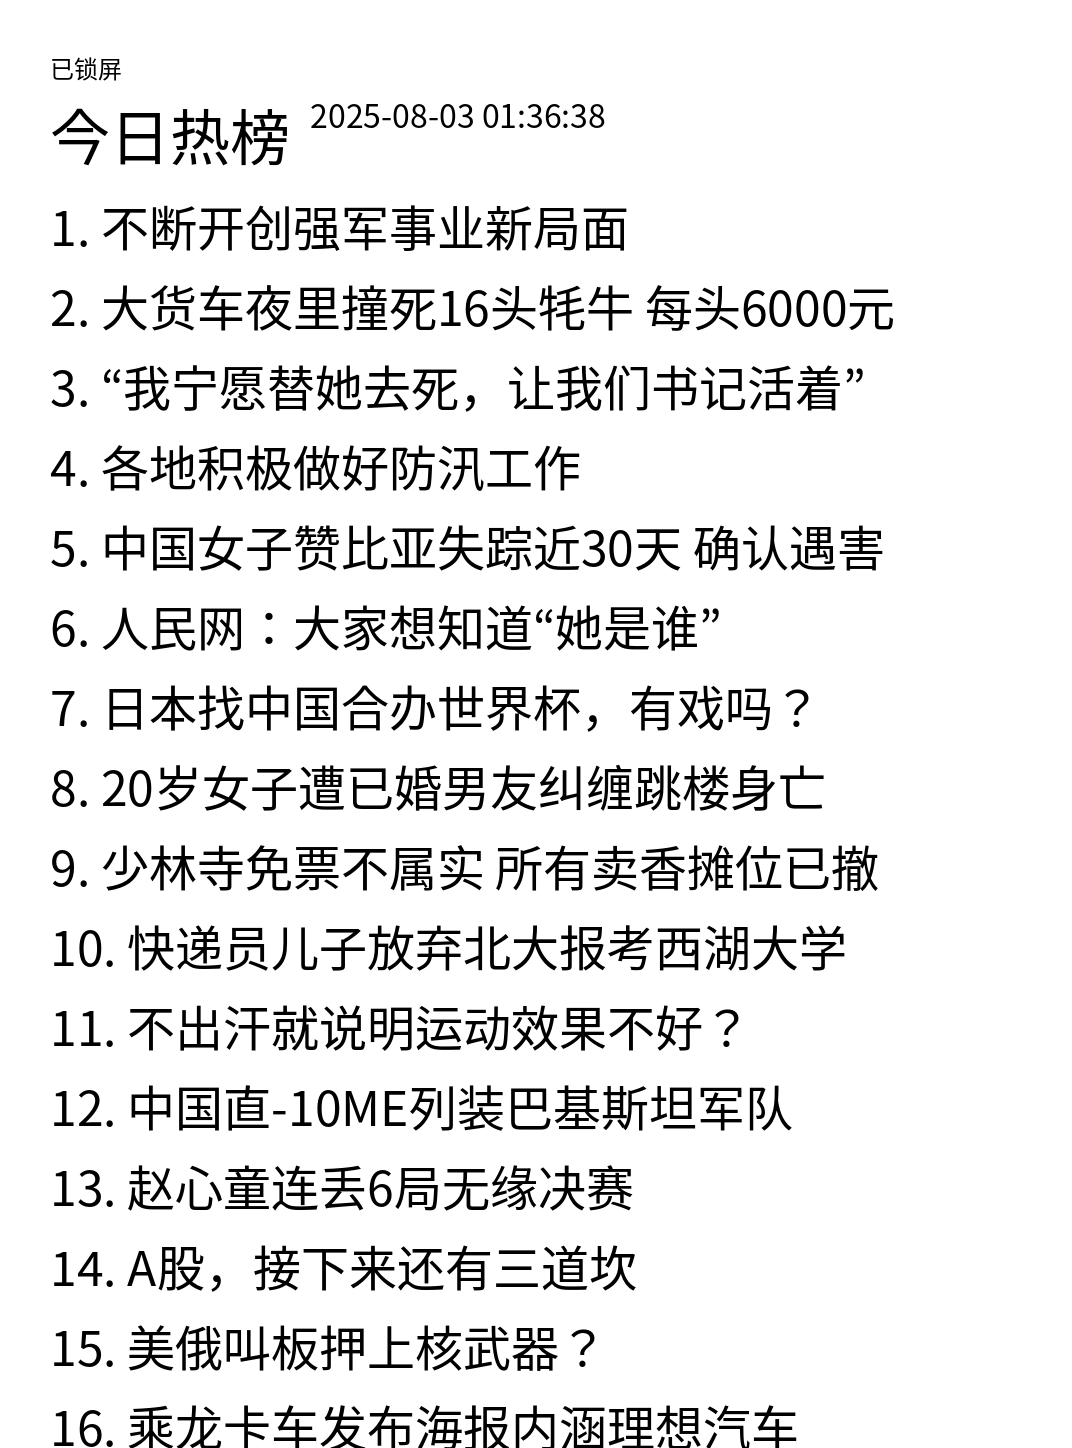 已锁屏
今日热榜 2025-08-03 01:36:38
1. 不断开创强军事业新局面
2. 大货车夜里撞死16头牦牛 每头6000元
3. “我宁愿替她去死，让我们书记活着”
4. 各地积极做好防汛工作
5. 中国女子赞比亚失踪近30天 确认遇害
6. 人民网：大家想知道“她是谁”
7. 日本找中国合办世界杯，有戏吗？
8. 20岁女子遭已婚男友纠缠跳楼身亡
9. 少林寺免票不属实 所有卖香摊位已撤
10. 快递员儿子放弃北大报考西湖大学
11. 不出汗就说明运动效果不好？
12. 中国直-10ME列装巴基斯坦军队
13. 赵心童连丢6局无缘决赛
14. A股，接下来还有三道坎
15. 美俄叫板押上核武器？
16. 乘龙卡车发布海报内涵理想汽车